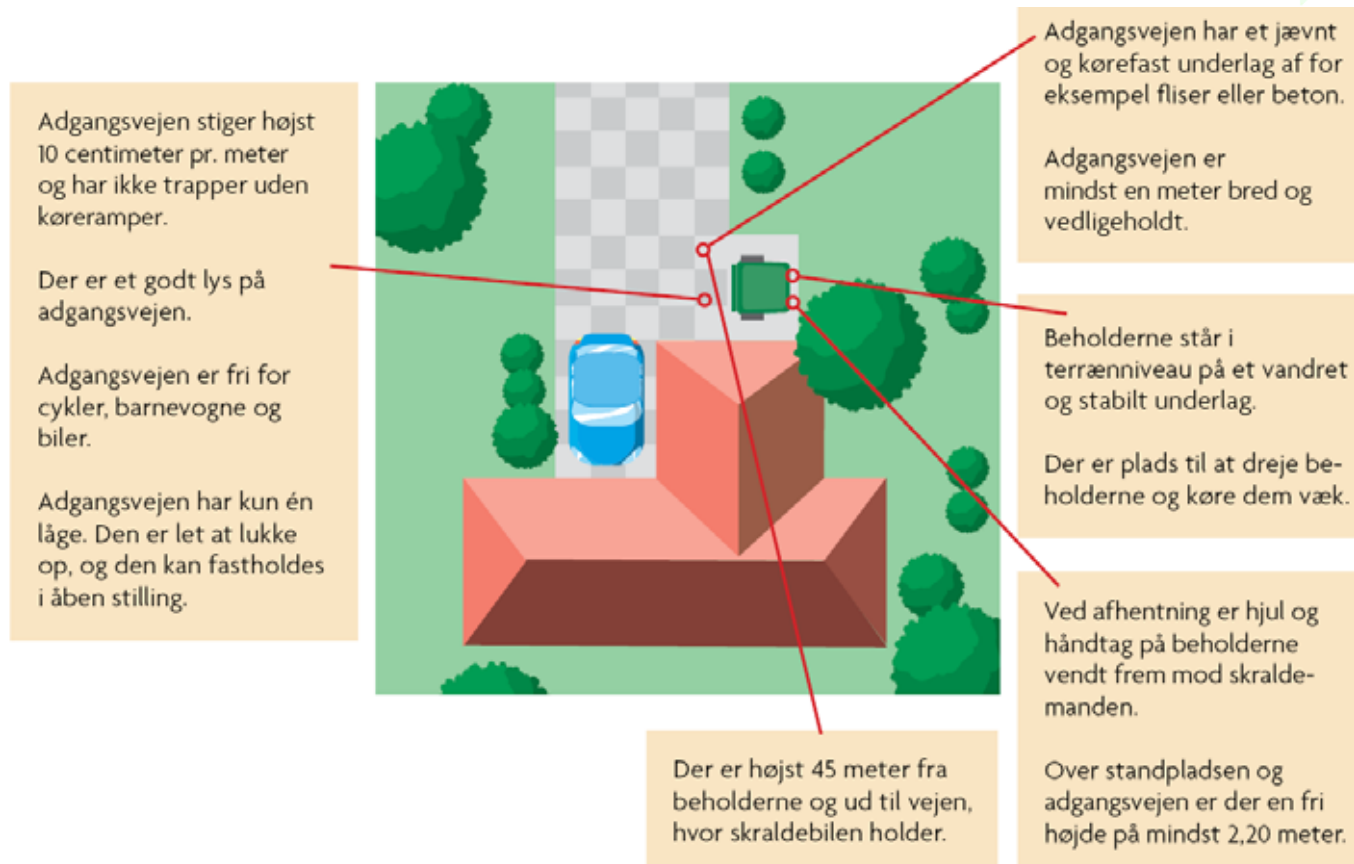 Adgangsvejen stiger højst
10 centimeter pr. meter
og har ikke trapper uden
køreramper.
Der er et godt lys på
adgangsvejen.
Adgangsvejen er fri for
cykler, barnevogne og
biler.
Adgangsvejen har kun én
låge. Den er let at lukke
op, og den kan fastholdes
i åben stilling.
Adgangsvejen har et jævnt
og kørefast underlag af for
eksempel fliser eller beton.
Adgangsvejen er
mindst en meter bred og
vedligeholdt.
Beholderne står i
terrænniveau på et vandret
og stabilt underlag.
Der er plads til at dreje be-
holderne og køre dem væk.
Ved afhentning er hjul og
håndtag på beholderne
vendt frem mod skralde-
manden.
Over standpladsen og
adgangsvejen er der en fri
højde på mindst 2,20 meter.
Der er højst 45 meter fra
beholderne og ud til vejen,
hvor skraldebilen holder.